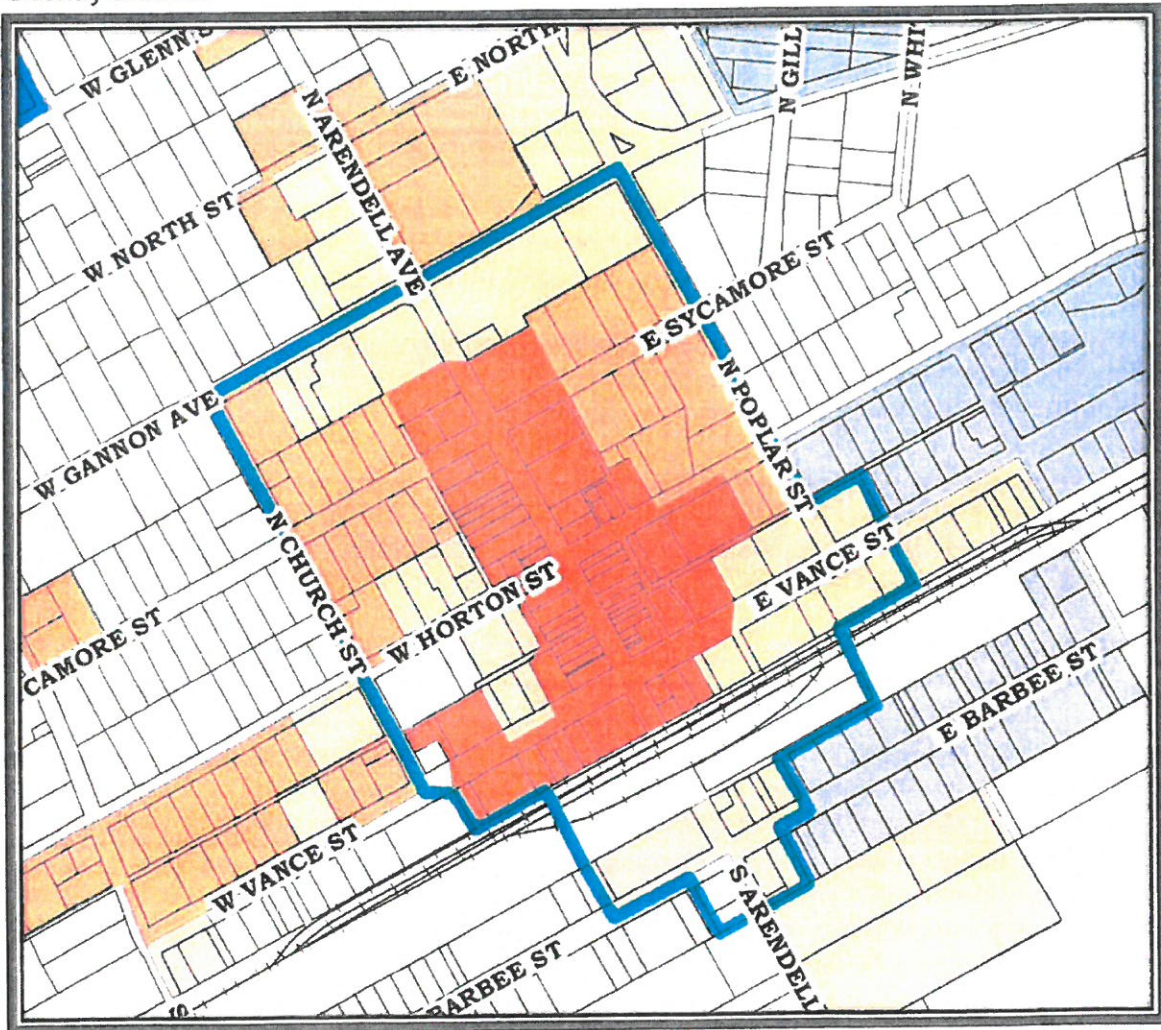 W GLENN S
E NORTH
N GILL
N WHI
N ARENDELL AVE
W NORTH ST
E SYCAMORE ST
W GANNON AVE
N POPLAR ST
N CHURCH ST
W HORTON ST
E VANCE ST
CAMORE ST
E BARBEE ST
W VANCE ST
S ARENDELL
BARBEE ST